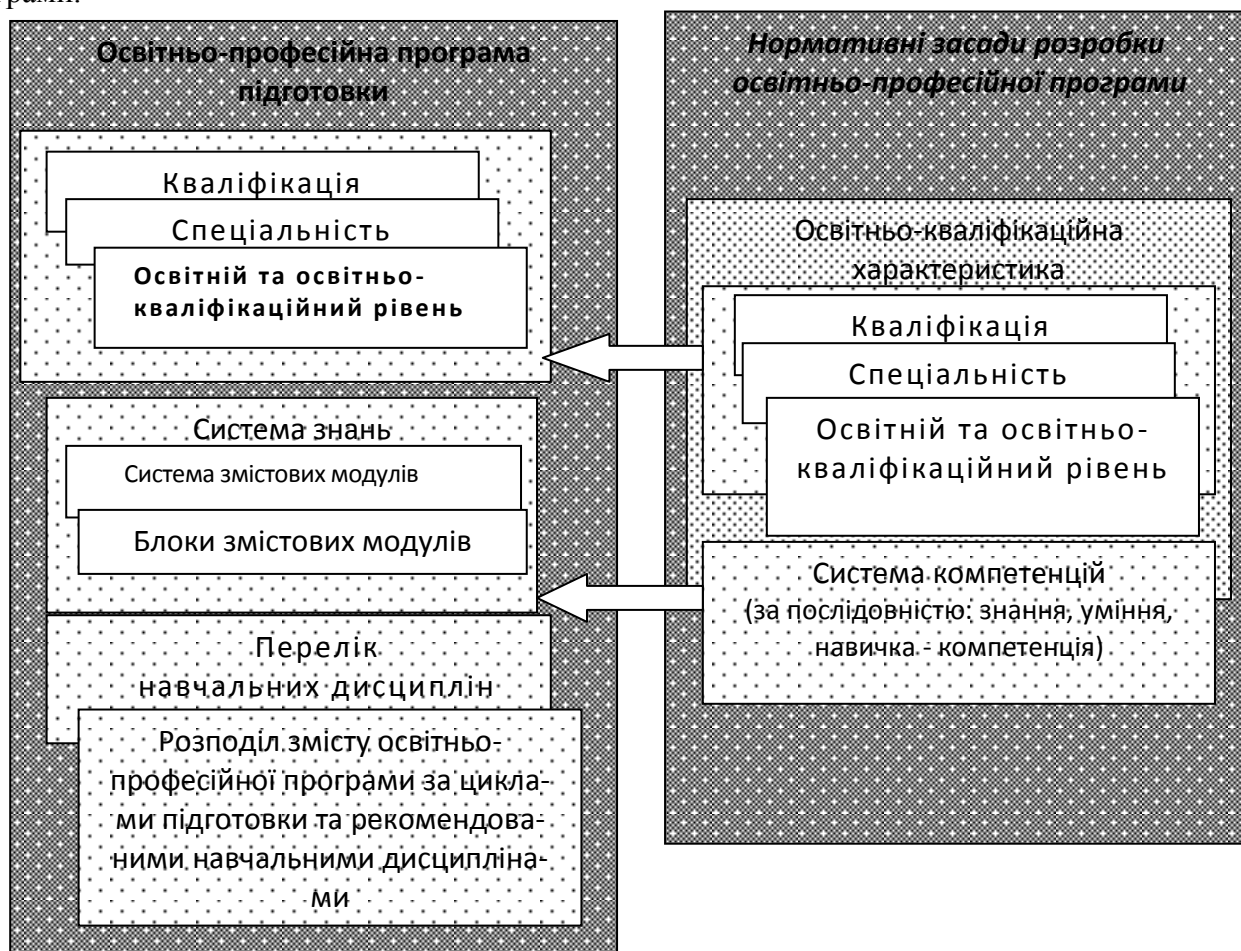 Освітньо-професійна програма
підготовки
Кваліфікація
Спеціальність
Освітній та освітньо-
кваліфікаційний рівень
Система знань
Система змістових модулів
Блоки змістових модулів
Перелік
навчальних дисциплін
Розподіл змісту освітньо-
професійної програми за цикла-
ми підготовки та рекомендова-
ними навчальними дисципліна-
ми
Нормативні засади розробки
освітньо-професійної програми
Освітньо-кваліфікаційна
характеристика
Кваліфікація
Спеціальність
Освітній та освітньо-
кваліфікаційний рівень
Система компетенцій
(за послідовністю: знання, уміння,
навичка - компетенція)